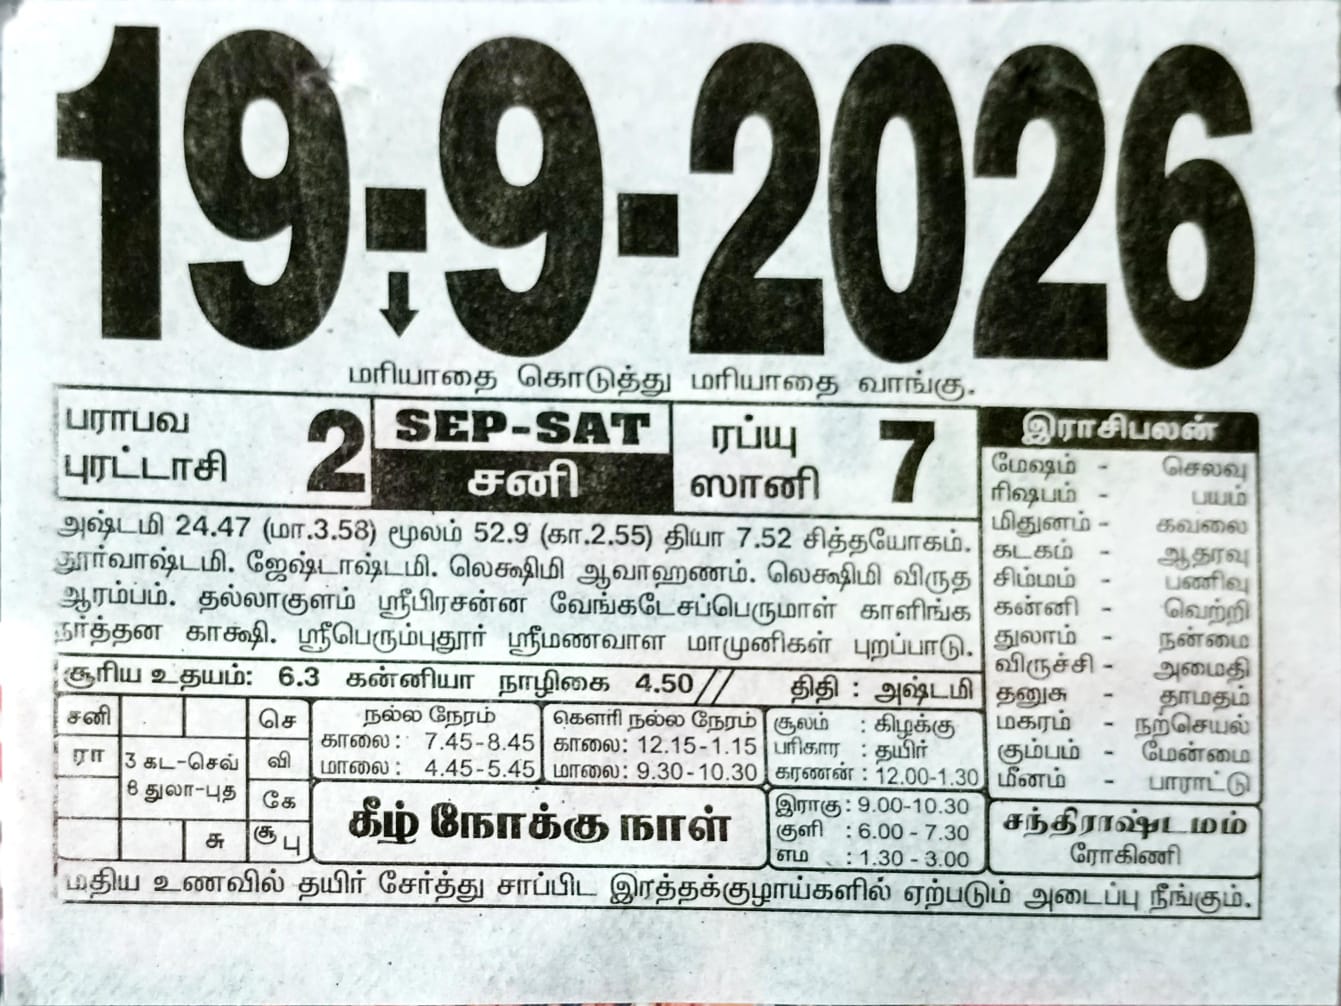 19-9-2026
மரியாதை கொடுத்து மரியாதை வாங்கு.
பராபவ
புரட்டாசி 2
SEP-SAT
சனி
ரப்யு
ஸானி 7
அஷ்டமி 24.47 (மா.3.58) மூலம் 52.9 (கா.2.55) தியா 7.52 சித்தயோகம்.
தூர்வாஷ்டமி. ஜேஷ்டாஷ்டமி. லெக்ஷிமி ஆவாஹணம். லெக்ஷிமி விருத
ஆரம்பம். தல்லாகுளம் ஸ்ரீபிரசன்ன வேங்கடேசப்பெருமாள் காளிங்க
நர்த்தன காக்ஷி. ஸ்ரீபெரும்புதூர் ஸ்ரீமணவாள மாமுனிகள் புறப்பாடு.
சூரிய உதயம்: 6.3 கன்னியா நாழிகை 4.50// திதி : அஷ்டமி
சனி செ
ரா வி
3 கட-செவ்
8 துலா-புத
கே
சு சூ பு
நல்ல நேரம்
காலை: 7.45-8.45
மாலை: 4.45-5.45
கௌரி நல்ல நேரம்
காலை: 12.15-1.15
மாலை: 9.30-10.30
கீழ் நோக்கு நாள்
சூலம் : கிழக்கு
பரிகார : தயிர்
கரணன் : 12.00-1.30
இராகு : 9.00-10.30
குளி : 6.00 - 7.30
எம : 1.30 - 3.00
இராசிபலன்
மேஷம் - செலவு
ரிஷபம் - பயம்
மிதுனம் - கவலை
கடகம் - ஆதரவு
சிம்மம் - பணிவு
கன்னி - வெற்றி
துலாம் - நன்மை
விருச்சி - அமைதி
தனுசு - தாமதம்
மகரம் - நற்செயல்
கும்பம் - மேன்மை
மீனம் - பாராட்டு
சந்திராஷ்டமம்
ரோகிணி
மதிய உணவில் தயிர் சேர்த்து சாப்பிட இரத்தக்குழாய்களில் ஏற்படும் அடைப்பு நீங்கும்.